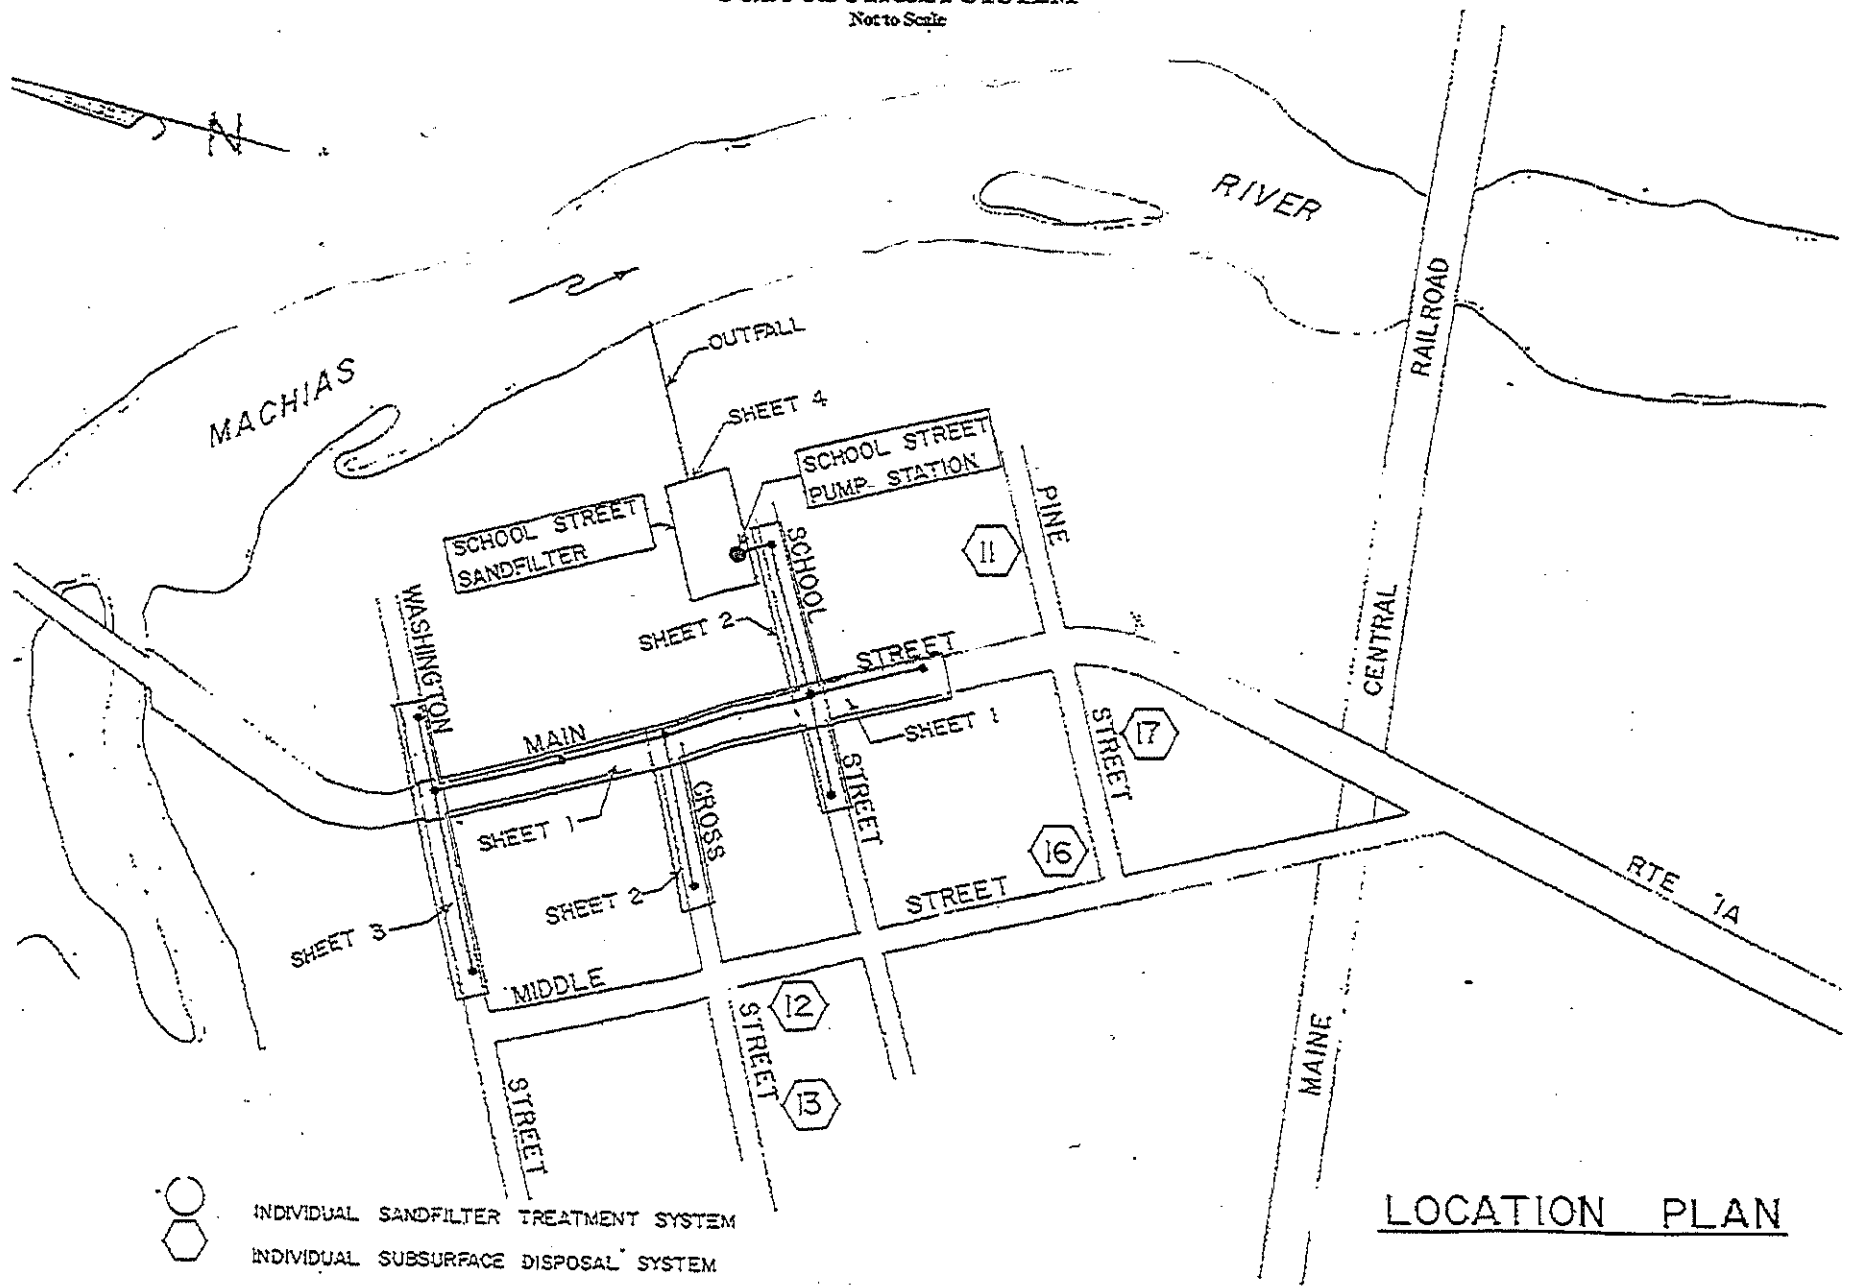 Not to Scale
N
RIVER
MACHIAS
OUTFALL
RAILROAD
SHEET 4
SCHOOL STREET
PUMP STATION
SCHOOL STREET
SANDFILTER
PINE
11
SCHOOL
WASHINGTON
SHEET 2
STREET
CENTRAL
MAIN
SHEET 1
STREET
17
SHEET 1
CROSS
STREET
16
SHEET 2
STREET
RTE 1A
SHEET 3
MIDDLE
12
STREET
13
MAINE
STREET
INDIVIDUAL SANDFILTER TREATMENT SYSTEM
INDIVIDUAL SUBSURFACE DISPOSAL SYSTEM
LOCATION PLAN